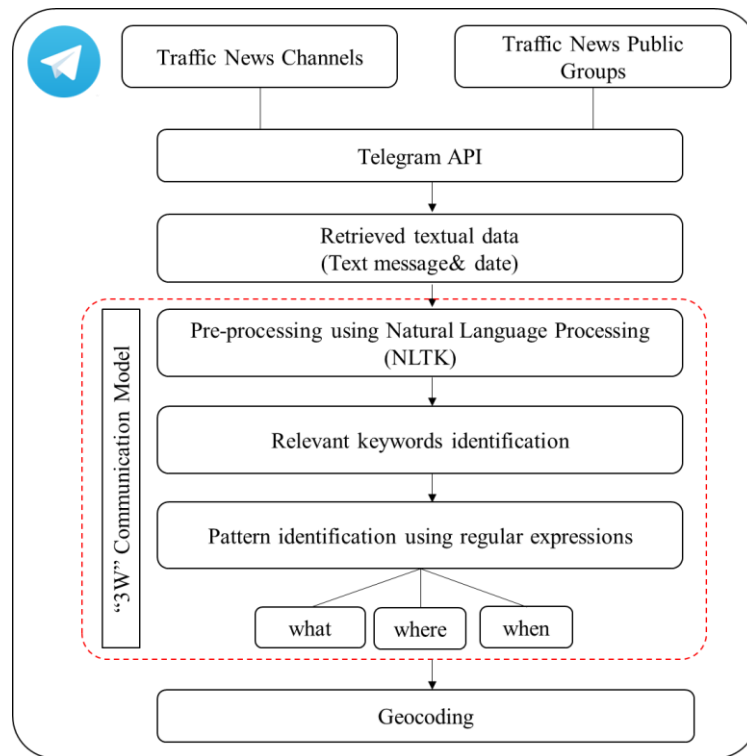 Traffic News Channels
Traffic News Public
Groups
Telegram API
Retrieved textual data
(Text message& date)
“3W” Communication Model
Pre-processing using Natural Language Processing
(NLTK)
Relevant keywords identification
Pattern identification using regular expressions
what
where
when
Geocoding